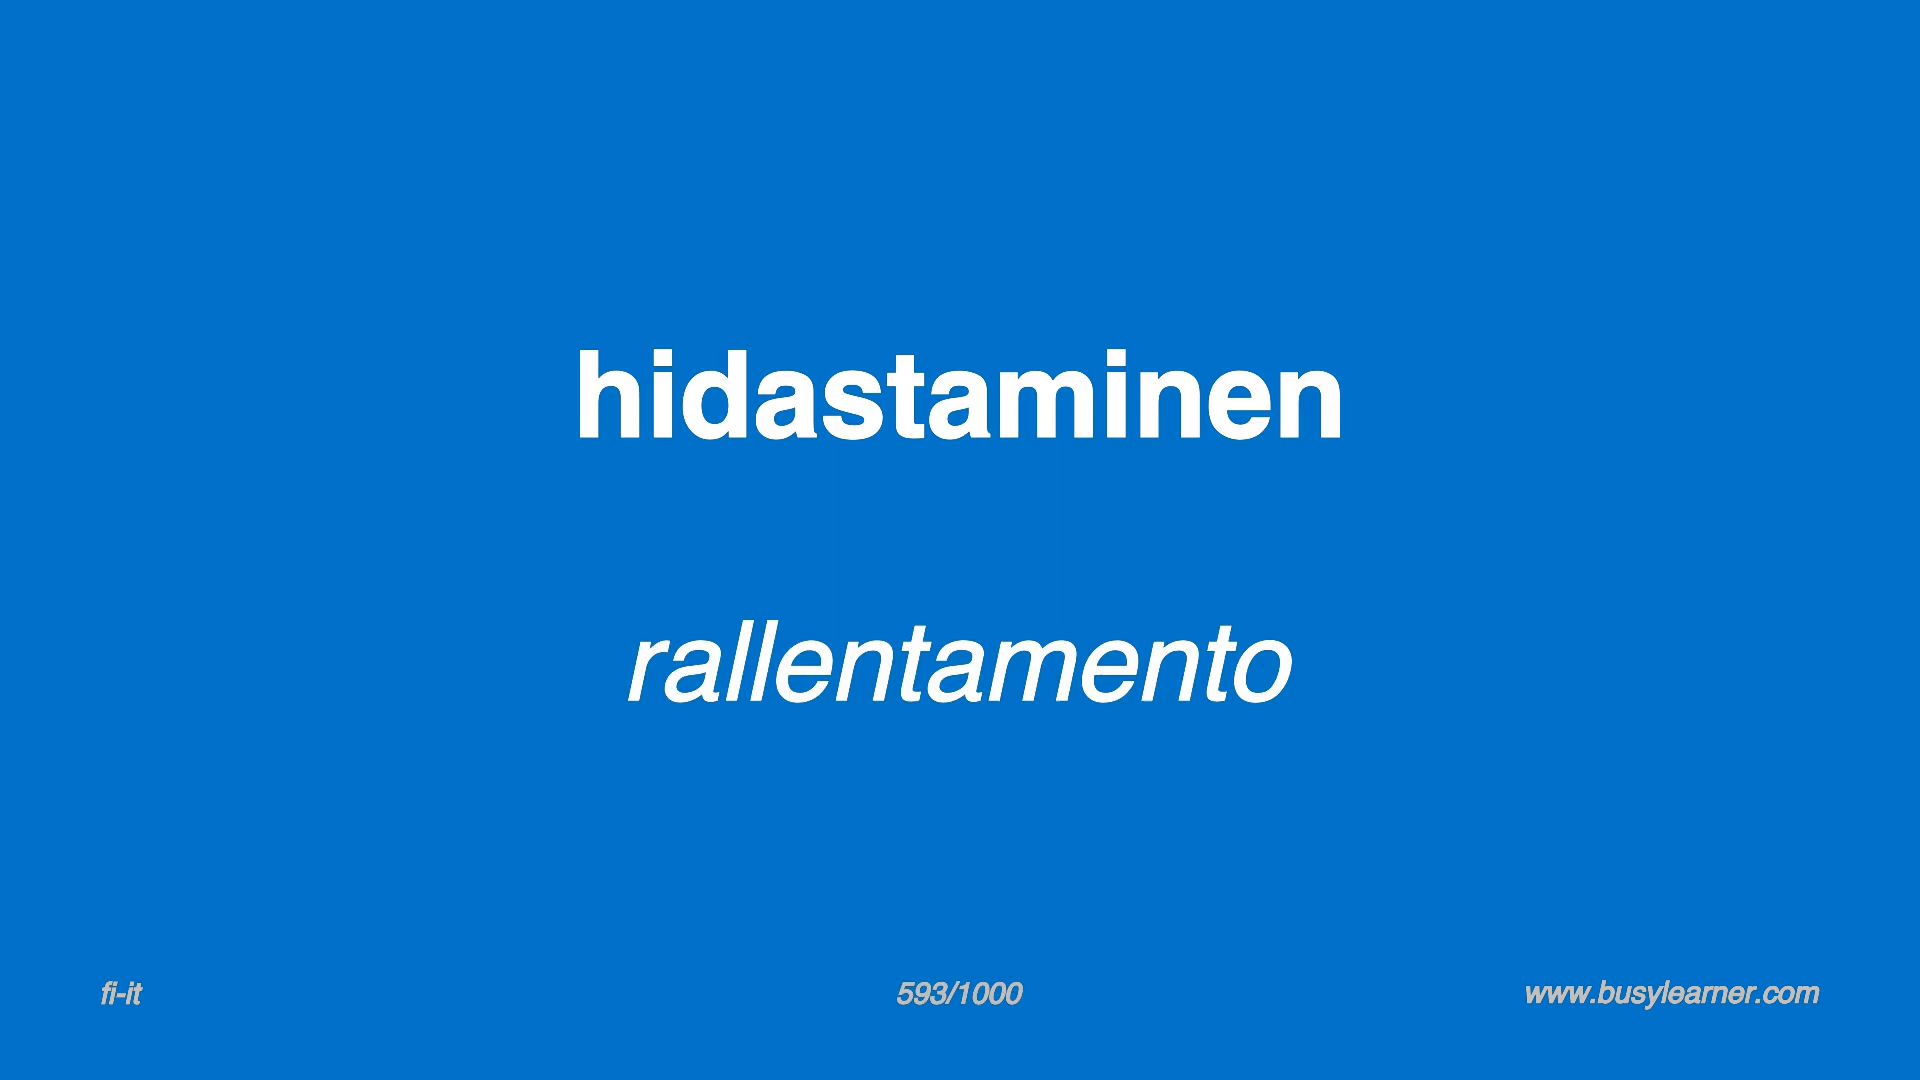 hidastaminen
rallentamento
fi-it
593/1000
www.busylearner.com